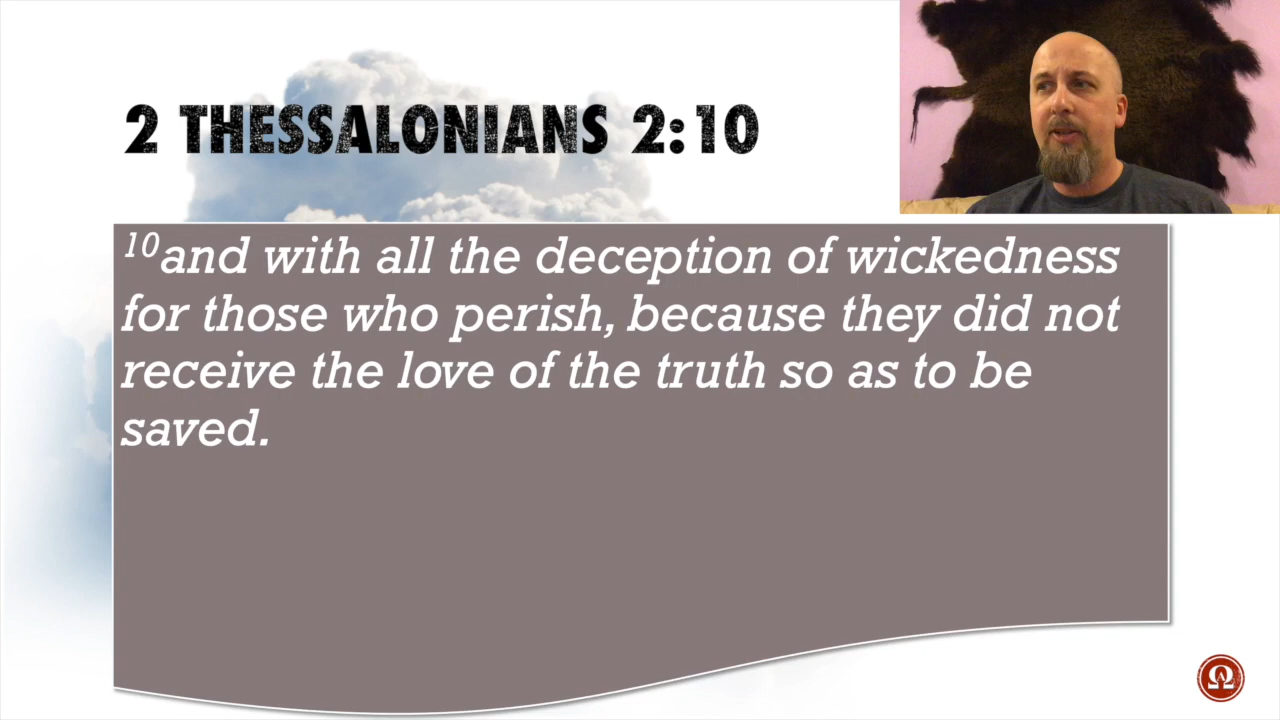 2 THESSALONIANS 2:10
10and with all the deception of wickedness
for those who perish, because they did not
receive the love of the truth so as to be
saved.